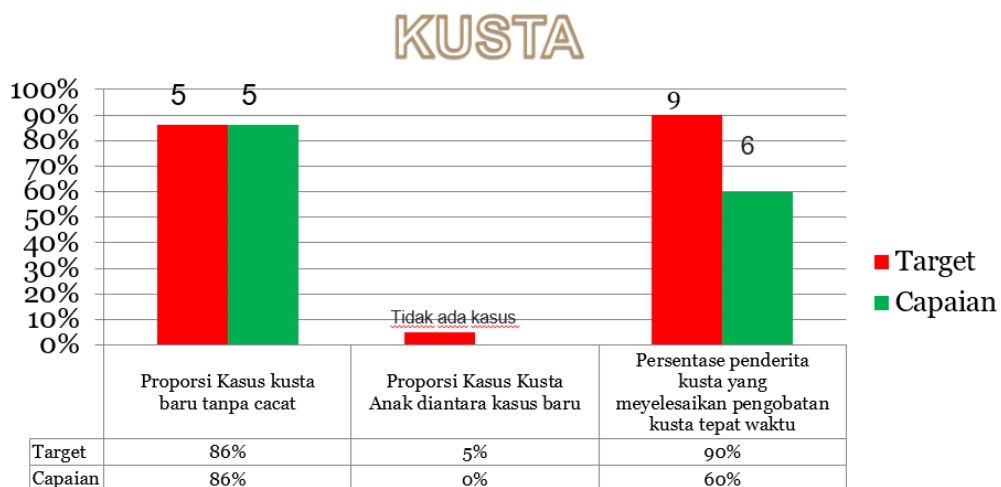 KUSTA
100%
90%
80%
70%
60%
50%
40%
30%
20%
10%
0%
5 5
9
6
Tidak ada kasus
Target
Capaian
Proporsi Kasus kusta
baru tanpa cacat
Proporsi Kasus Kusta
Anak diantara kasus baru
Persentase penderita
kusta yang
meyelesaikan pengobatan
kusta tepat waktu
Target 86% 5% 90%
Capaian 86% 0% 60%